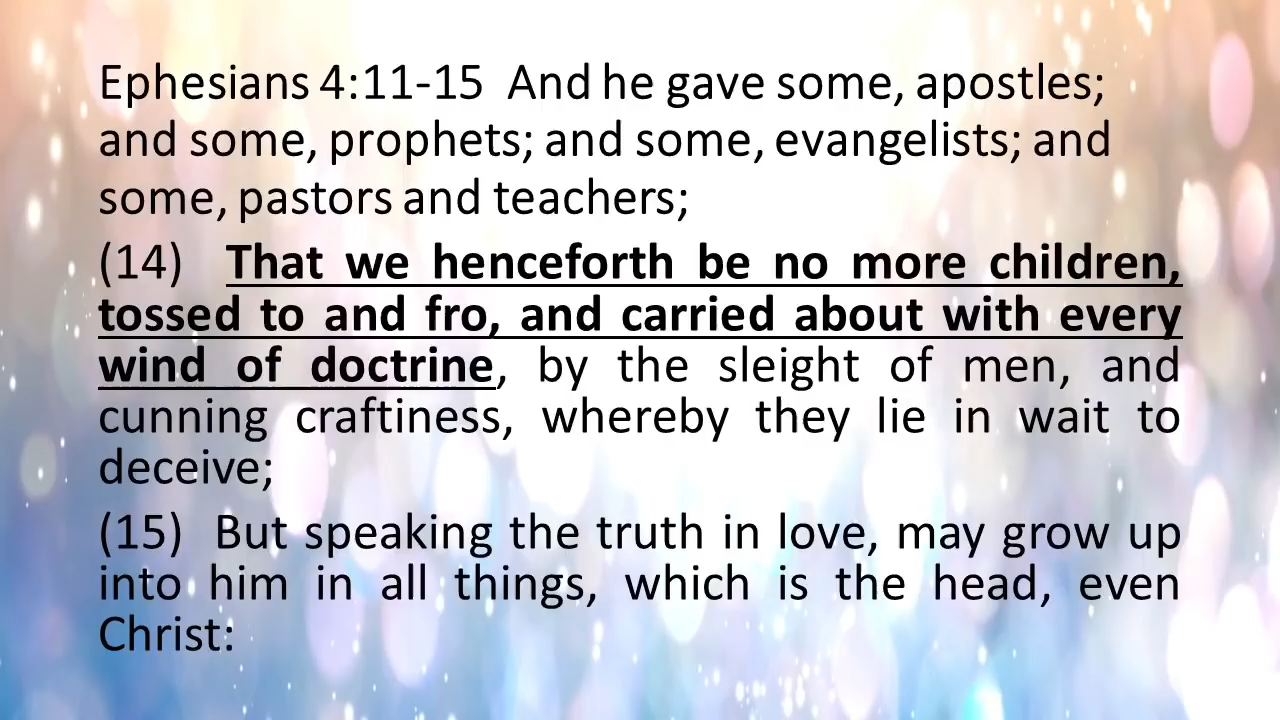 Ephesians 4:11-15  And he gave some, apostles;
and some, prophets; and some, evangelists; and
some, pastors and teachers;
(14)  That we henceforth be no more children,
tossed to and fro, and carried about with every
wind of doctrine, by the sleight of men, and
cunning craftiness, whereby they lie in wait to
deceive;
(15)  But speaking the truth in love, may grow up
into him in all things, which is the head, even
Christ: